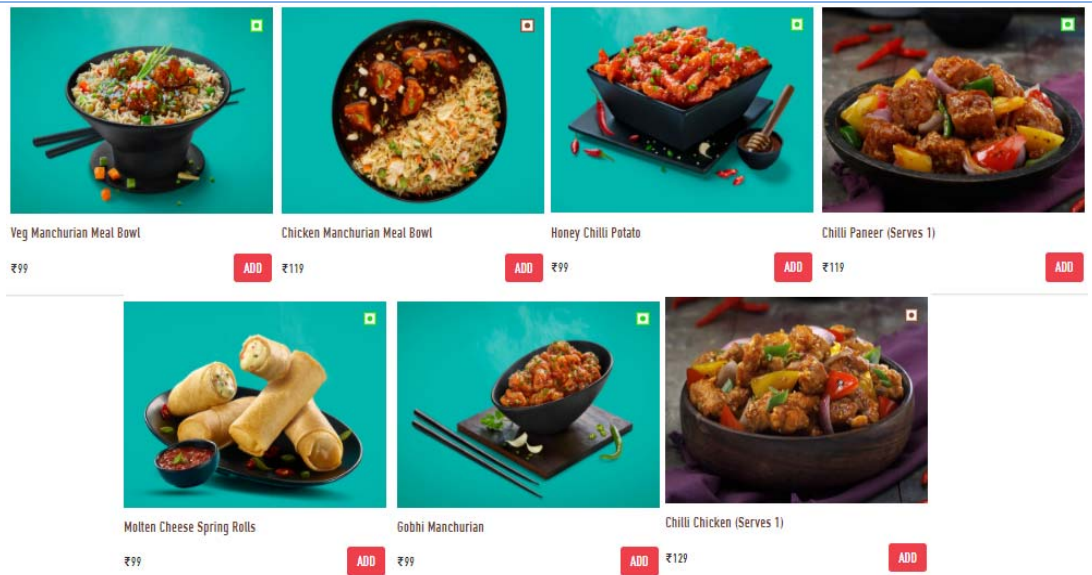 Veg Manchurian Meal Bowl
₹99
ADD
Chicken Manchurian Meal Bowl
₹119
ADD
Honey Chilli Potato
₹99
ADD
Chilli Paneer (Serves 1)
₹119
ADD
Molten Cheese Spring Rolls
₹99
ADD
Gobhi Manchurian
₹99
ADD
Chilli Chicken (Serves 1)
₹129
ADD